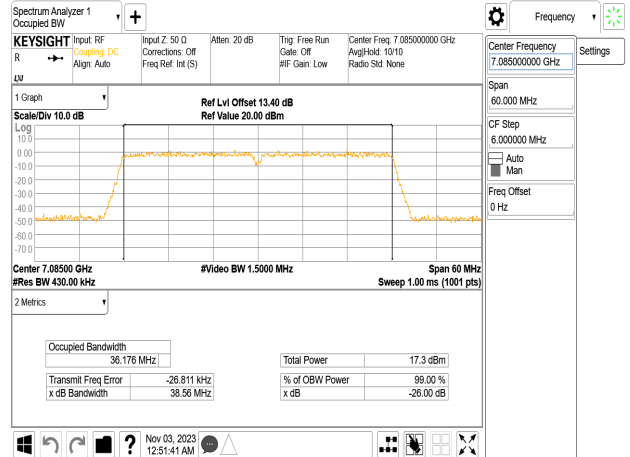 Spectrum Analyzer 1
Occupied BW
Frequency
KEYSIGHT
R
Input: RF
Coupling: DC
Align: Auto
Input Z: 50 Ω
Corrections: Off
Freq Ref: Int (S)
Atten: 20 dB
Trig: Free Run
Gate: Off
#IF Gain: Low
Center Freq: 7.085000000 GHz
Avg|Hold: 10/10
Radio Std: None
Center Frequency
7.085000000 GHz
Settings
Span
60.000 MHz
CF Step
6.000000 MHz
Auto
Man
Freq Offset
0 Hz
1 Graph
Scale/Div 10.0 dB
Ref Lvl Offset 13.40 dB
Ref Value 20.00 dBm
Log
10.0
0.00
-10.0
-20.0
-30.0
-40.0
-50.0
-60.0
-70.0
Center 7.08500 GHz
#Res BW 430.00 kHz
#Video BW 1.5000 MHz
Span 60 MHz
Sweep 1.00 ms (1001 pts)
2 Metrics
Occupied Bandwidth
36.176 MHz
Total Power 17.3 dBm
Transmit Freq Error -26.811 kHz
% of OBW Power 99.00 %
x dB Bandwidth 38.56 MHz
x dB -26.00 dB
Nov 03, 2023
12:51:41 AM